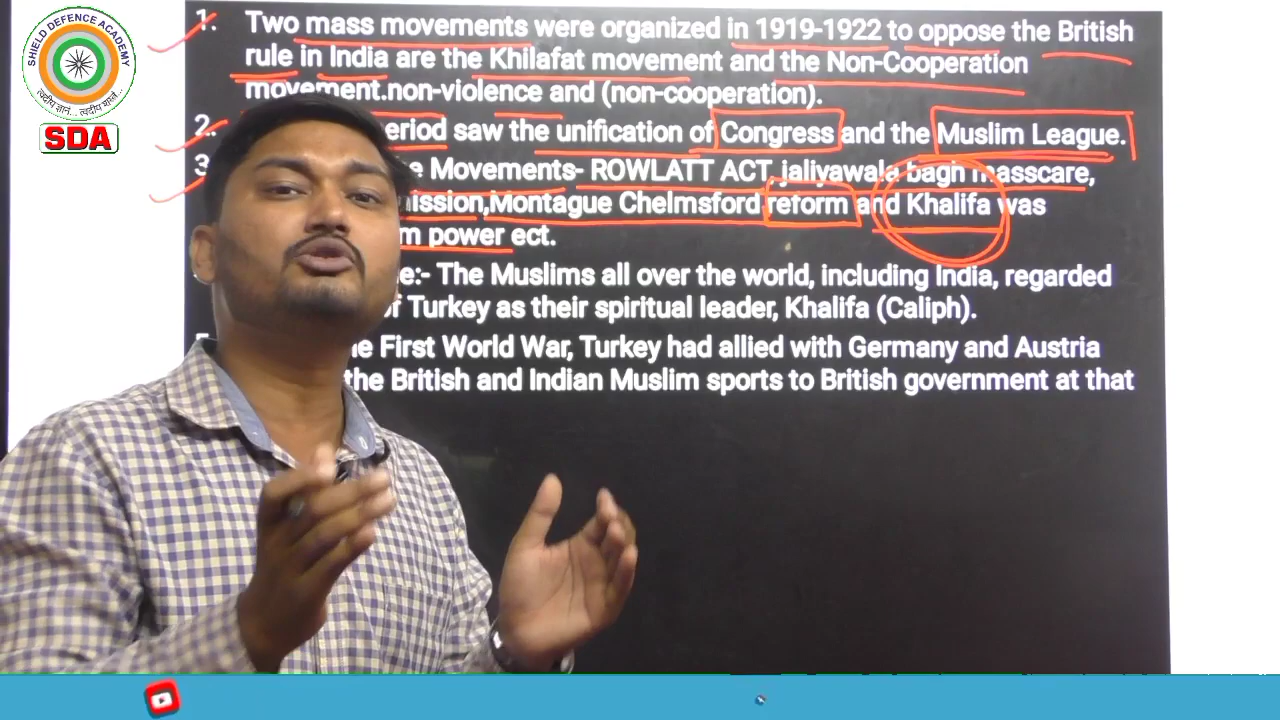 SHIELD DEFENCE ACADEMY
त्वदीय ज्ञानं... त्वदीय शास्त्रं...
SDA
1. Two mass movements were organized in 1919-1922 to oppose the British
rule in India are the Khilafat movement and the Non-Cooperation
movement.non-violence and (non-cooperation).
2. eriod saw the unification of Congress and the Muslim League.
3 e Movements- ROWLATT ACT, jaliyawala bagh masscare,
ission,Montague Chelmsford reform and Khalifa was
m power ect.
e:- The Muslims all over the world, including India, regarded
of Turkey as their spiritual leader, Khalifa (Caliph).
he First World War, Turkey had allied with Germany and Austria
the British and Indian Muslim sports to British government at that